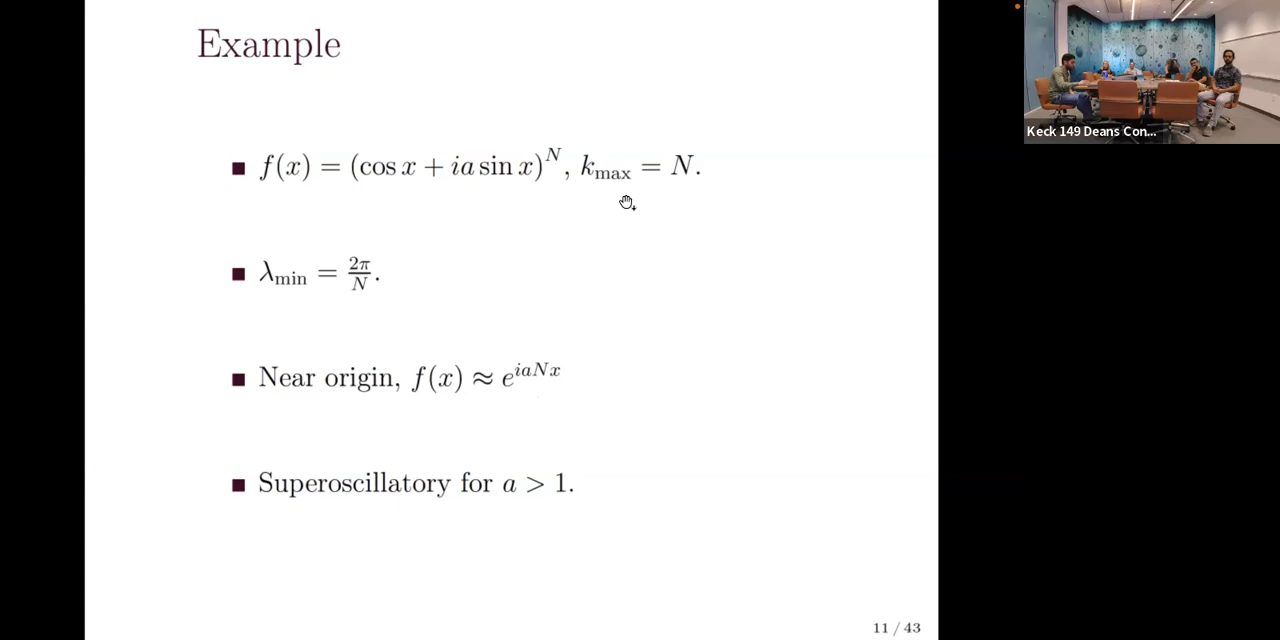 Example
f(x) = (cos x + ia sin x)^N, k_max = N.
λ_min = 2π/N.
Near origin, f(x) ≈ e^{iaNx}
Superoscillatory for a > 1.
11 / 43
Keck 149 Deans Con...